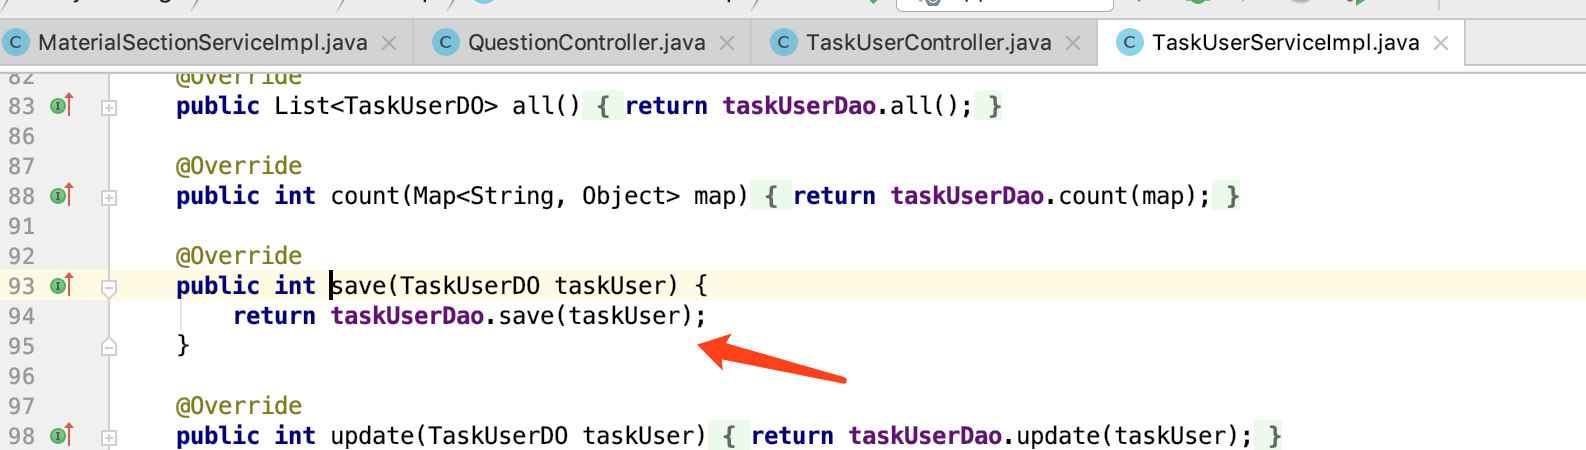 MaterialSectionServiceImpl.java QuestionController.java TaskUserController.java TaskUserServiceImpl.java
82 @Override
83 public List<TaskUserDO> all() { return taskUserDao.all(); }
86
87 @Override
88 public int count(Map<String, Object> map) { return taskUserDao.count(map); }
91
92 @Override
93 public int save(TaskUserDO taskUser) {
94 return taskUserDao.save(taskUser);
95 }
96
97 @Override
98 public int update(TaskUserDO taskUser) { return taskUserDao.update(taskUser); }